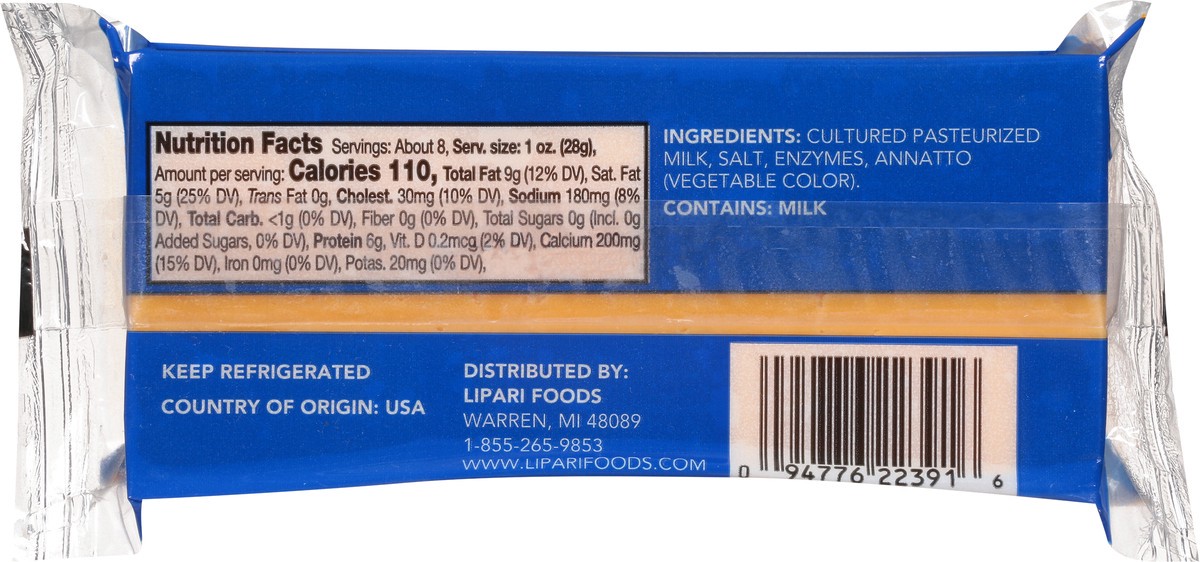 Nutrition Facts Servings: About 8, Serv. size: 1 oz. (28g),
Amount per serving: Calories 110, Total Fat 9g (12% DV), Sat. Fat
5g (25% DV), Trans Fat 0g, Cholest. 30mg (10% DV), Sodium 180mg (8%
DV), Total Carb. <1g (0% DV), Fiber 0g (0% DV), Total Sugars 0g (Incl. 0g
Added Sugars, 0% DV), Protein 6g, Vit. D 0.2mcg (2% DV), Calcium 200mg
(15% DV), Iron 0mg (0% DV), Potas. 20mg (0% DV),
INGREDIENTS: CULTURED PASTEURIZED
MILK, SALT, ENZYMES, ANNATTO
(VEGETABLE COLOR).
CONTAINS: MILK
KEEP REFRIGERATED
COUNTRY OF ORIGIN: USA
DISTRIBUTED BY:
LIPARI FOODS
WARREN, MI 48089
1-855-265-9853
WWW.LIPARIFOODS.COM
0 94776 22391 6